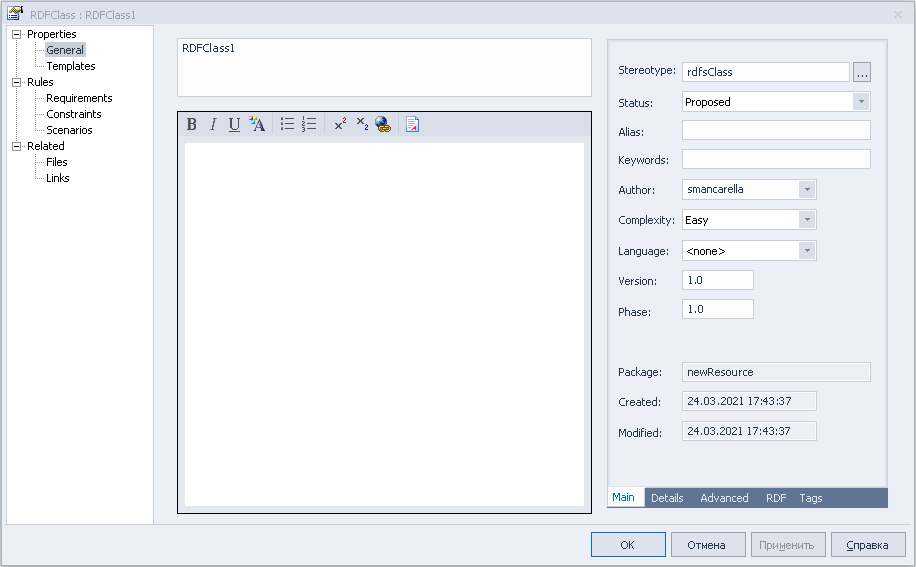 RDFClass : RDFClass1
Properties
General
Templates
Rules
Requirements
Constraints
Scenarios
Related
Files
Links
RDFClass1
B I U A x² x₂
Stereotype: rdfsClass ...
Status: Proposed
Alias:
Keywords:
Author: smancarella
Complexity: Easy
Language: <none>
Version: 1.0
Phase: 1.0
Package: newResource
Created: 24.03.2021 17:43:37
Modified: 24.03.2021 17:43:37
Main Details Advanced RDF Tags
OK Отмена Применить Справка